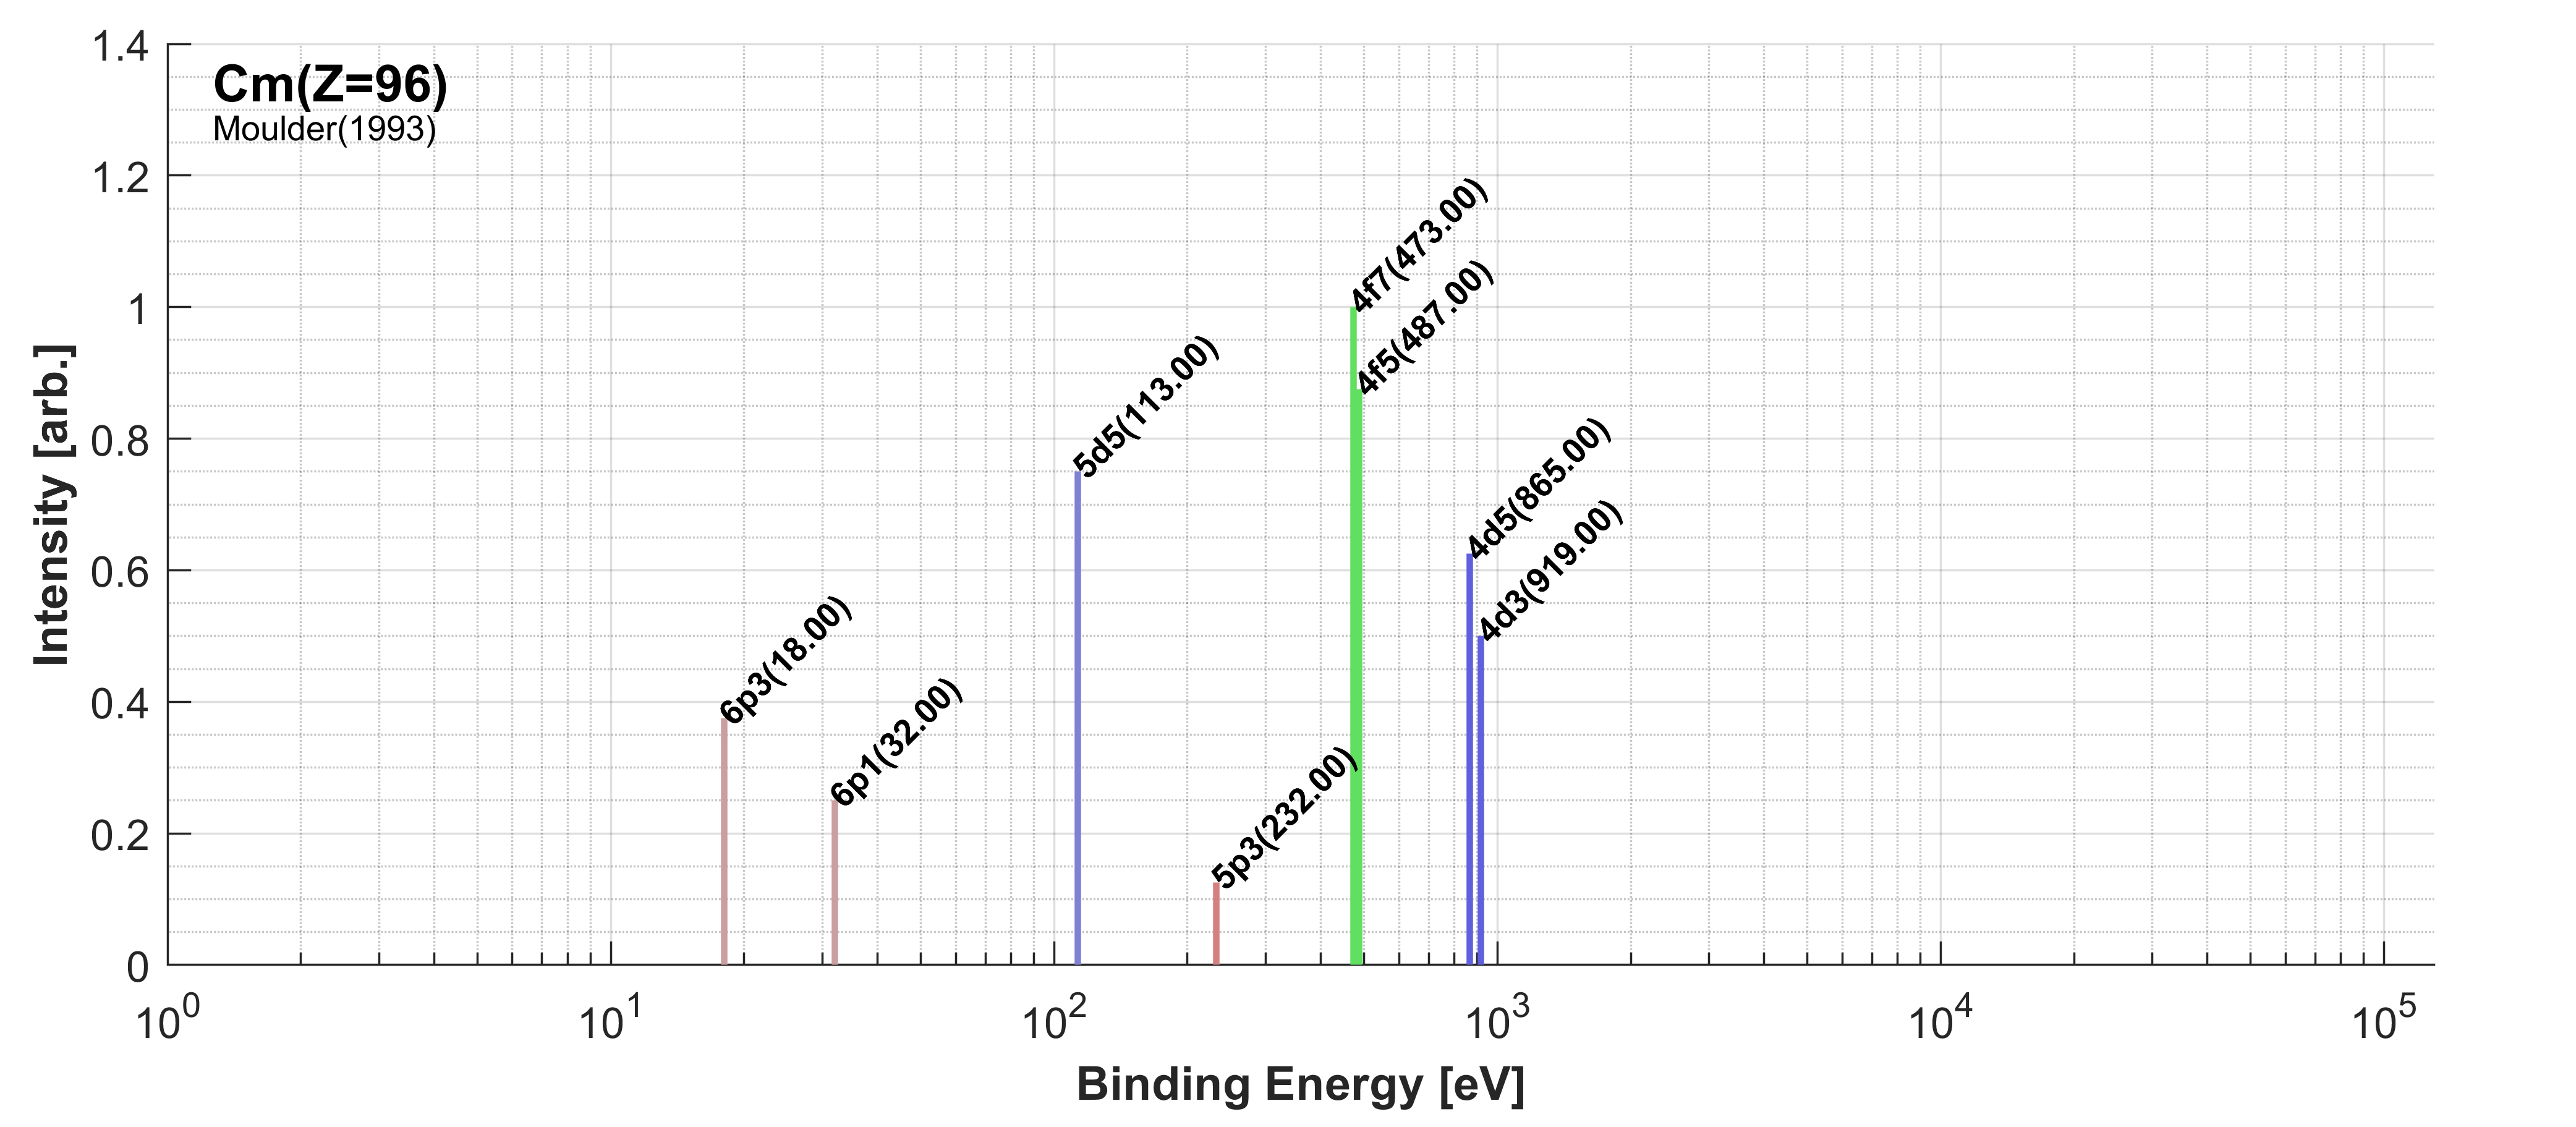 Cm(Z=96)
Moulder(1993)
Intensity [arb.]
1.4
1.2
1
0.8
0.6
0.4
0.2
0
4f7(473.00)
4f5(487.00)
5d5(113.00)
4d5(865.00)
4d3(919.00)
6p3(18.00)
6p1(32.00)
5p3(232.00)
10^0
10^1
10^2
10^3
10^4
10^5
Binding Energy [eV]